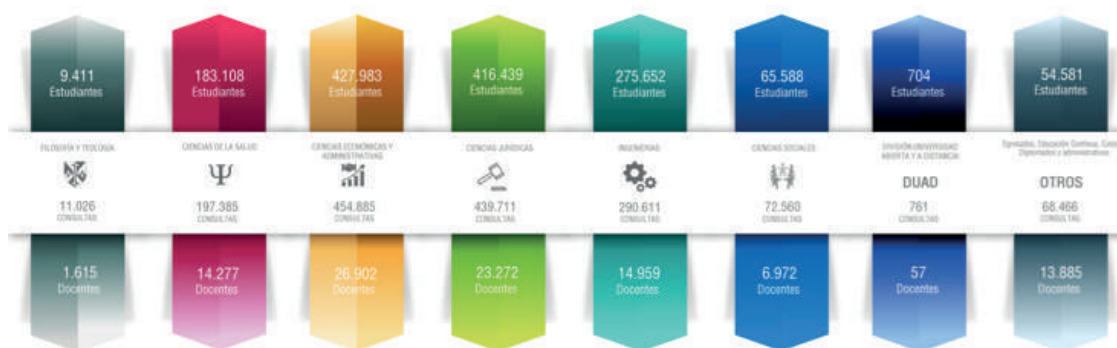 9.411
Estudiantes
183.108
Estudiantes
427.983
Estudiantes
416.439
Estudiantes
275.652
Estudiantes
65.588
Estudiantes
704
Estudiantes
54.581
Estudiantes
FILOSOFÍA Y TEOLOGÍA
CIENCIAS DE LA SALUD
CIENCIAS ECONÓMICAS Y
ADMINISTRATIVAS
CIENCIAS JURÍDICAS
INGENIERIAS
CIENCIAS SOCIALES
DIVISIÓN UNIVERSIDAD
ABIERTA Y A DISTANCIA
Egresados, Educación Continua,
Diplomados y administrativos
Ψ
DUAD
OTROS
11.026
CONSULTAS
197.385
CONSULTAS
454.885
CONSULTAS
439.711
CONSULTAS
290.611
CONSULTAS
72.560
CONSULTAS
761
CONSULTAS
68.466
CONSULTAS
1.615
Docentes
14.277
Docentes
26.902
Docentes
23.272
Docentes
14.959
Docentes
6.972
Docentes
57
Docentes
13.885
Docentes